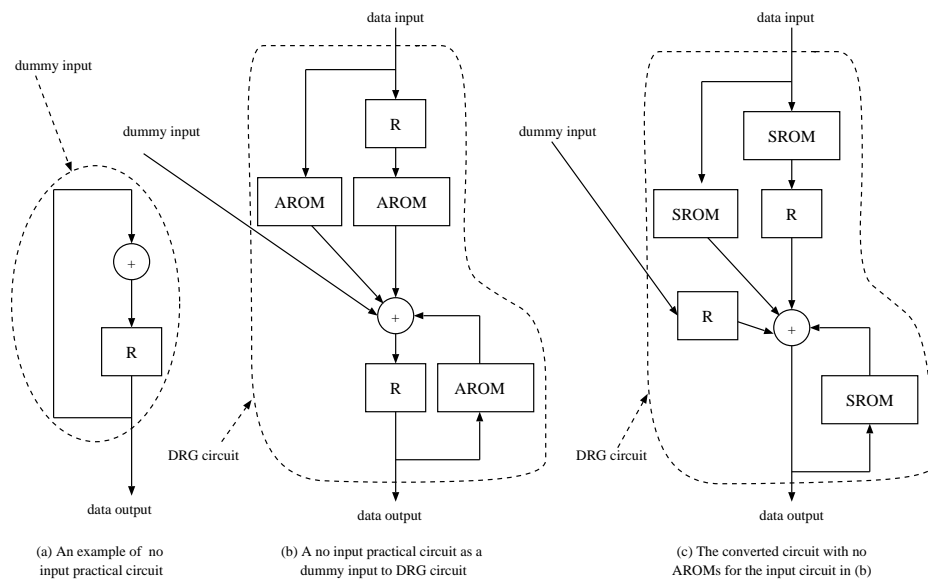 dummy input
+
R
data output
(a) An example of no
input practical circuit
data input
dummy input
R
AROM
AROM
+
R
AROM
DRG circuit
data output
(b) A no input practical circuit as a
dummy input to DRG circuit
data input
dummy input
SROM
SROM
R
R
+
SROM
DRG circuit
data output
(c) The converted circuit with no
AROMs for the input circuit in (b)